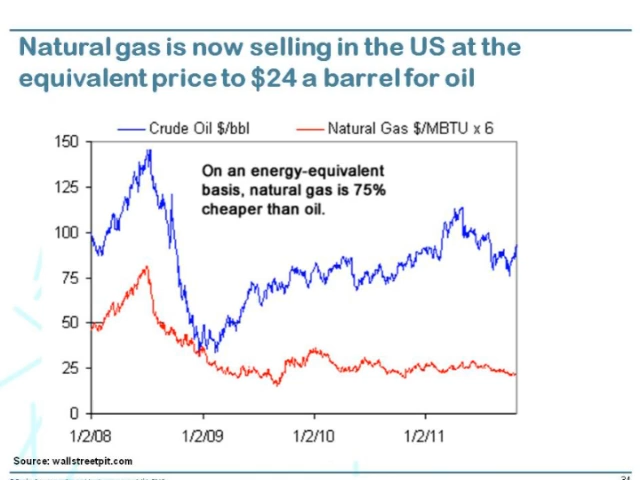 Natural gas is now selling in the US at the
equivalent price to $24 a barrel for oil
Crude Oil $/bbl
Natural Gas $/MBTU x 6
150
On an energy-equivalent
basis, natural gas is 75%
cheaper than oil.
125
100
75
50
25
0
1/2/08
1/2/09
1/2/10
1/2/11
Source: wallstreetpit.com